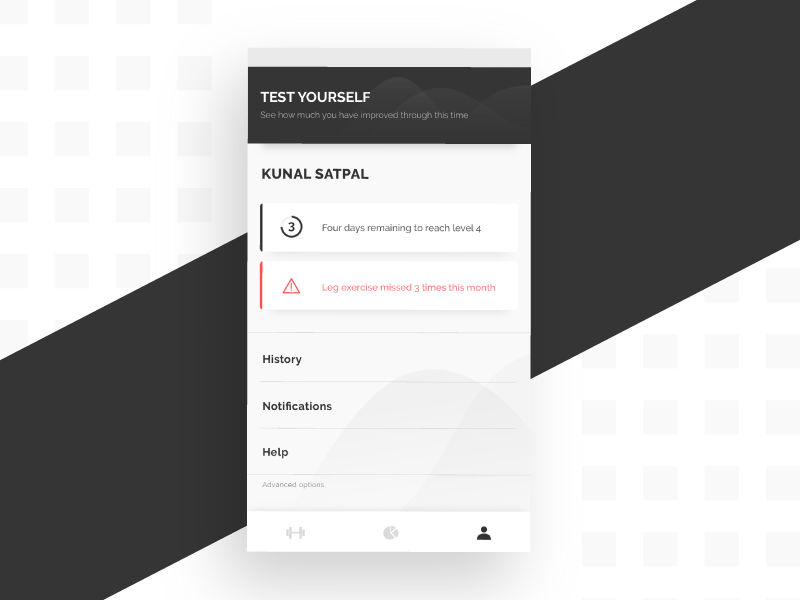 TEST YOURSELF
See how much you have improved through this time
KUNAL SATPAL
3
Four days remaining to reach level 4
Leg exercise missed 3 times this month
History
Notifications
Help
Advanced options